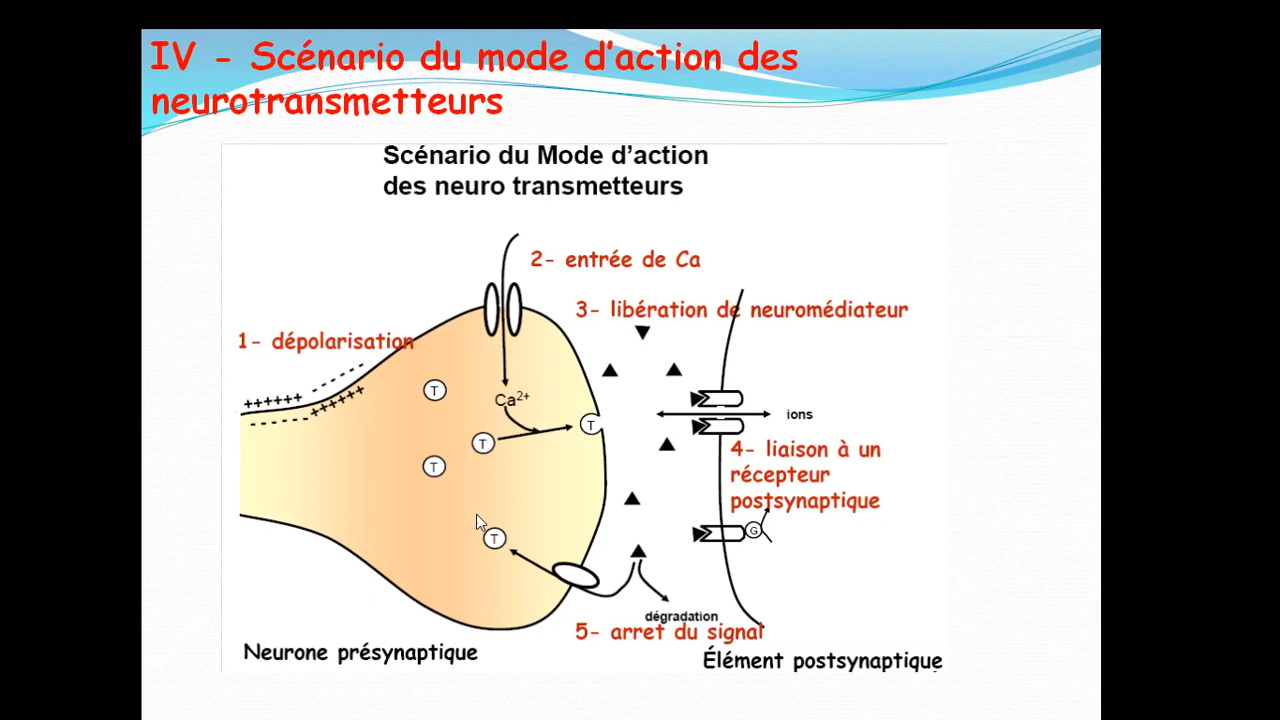 IV - Scénario du mode d’action des
neurotransmetteurs
Scénario du Mode d’action
des neuro transmetteurs
2- entrée de Ca
3- libération de neuromédiateur
1- dépolarisation
++++++
- - - - -
++++++
- - - - - -
T
Ca2+
T
T
ions
T
4- liaison à un
récepteur
postsynaptique
T
G
dégradation
5- arret du signal
Neurone présynaptique
Élément postsynaptique